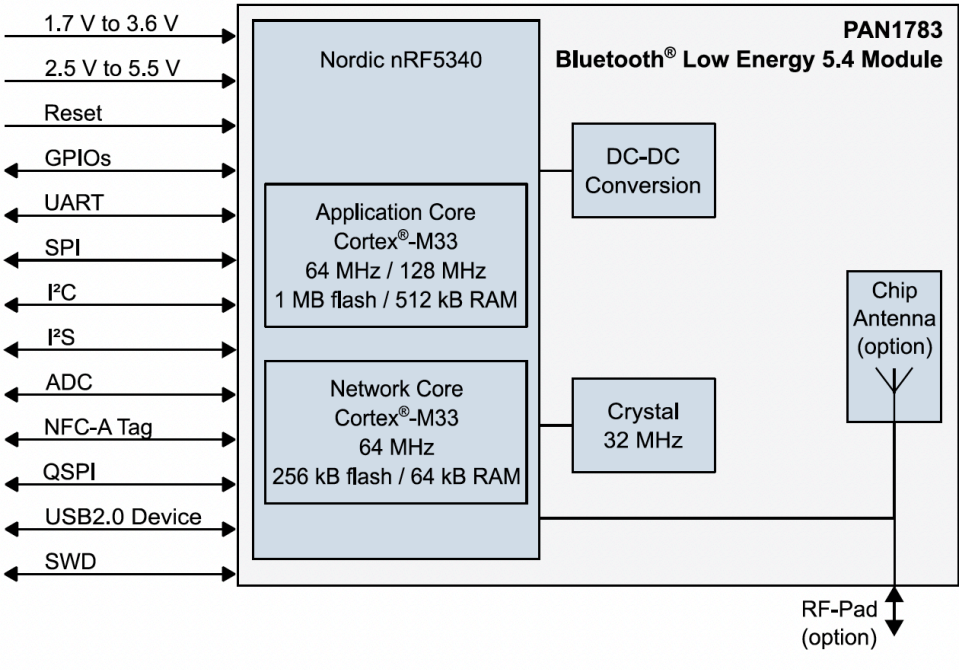 1.7 V to 3.6 V
2.5 V to 5.5 V
Reset
GPIOs
UART
SPI
I²C
I²S
ADC
NFC-A Tag
QSPI
USB2.0 Device
SWD
Nordic nRF5340
Application Core
Cortex®-M33
64 MHz / 128 MHz
1 MB flash / 512 kB RAM
Network Core
Cortex®-M33
64 MHz
256 kB flash / 64 kB RAM
PAN1783
Bluetooth® Low Energy 5.4 Module
DC-DC
Conversion
Crystal
32 MHz
Chip
Antenna
(option)
RF-Pad
(option)